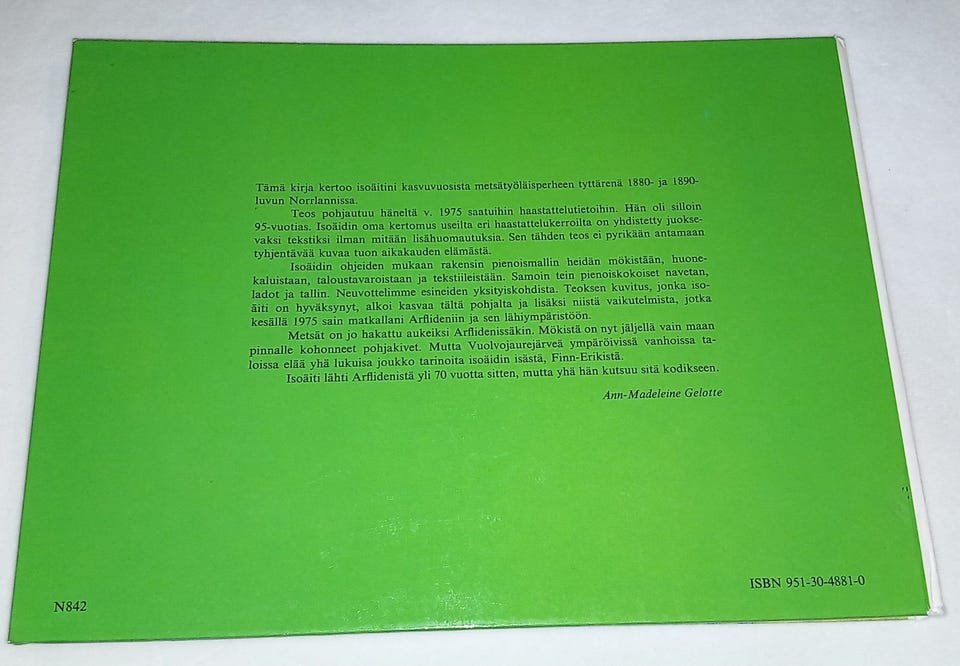 Tämä kirja kertoo isoäitini kasvuvuosista metsätyöläisperheen tyttärenä 1880- ja 1890-
luvun Norrlannissa.
Teos pohjautuu häneltä v. 1975 saatuihin haastattelutietoihin. Hän oli silloin
95-vuotias. Isoäidin oma kertomus useilta eri haastattelukerroilta on yhdistetty juokse-
vaksi tekstiksi ilman mitään lisähuomautuksia. Sen tähden teos ei pyrikään antamaan
tyhjentävää kuvaa tuon aikakauden elämästä.
Isoäidin ohjeiden mukaan rakensin pienoismallin heidän mökistään, huone-
kaluistaan, taloustavaroistaan ja tekstiileistään. Samoin tein pienoiskokoiset navetan,
ladot ja tallin. Neuvottelimme esineiden yksityiskohdista. Teoksen kuvitus, jonka iso-
äiti on hyväksynyt, alkoi kasvaa tältä pohjalta ja lisäksi niistä vaikutelmista, jotka
kesällä 1975 sain matkallani Arflideniin ja sen lähiympäristöön.
Metsät on jo hakattu aukeiksi Arflidenissäkin. Mökistä on nyt jäljellä vain maan
pinnalle kohonneet pohjakivet. Mutta Vuolvojaurejärveä ympäröivissä vanhoissa ta-
loissa elää yhä lukuisa joukko tarinoita isoäidin isästä, Finn-Erikistä.
Isoäiti lähti Arflidenistä yli 70 vuotta sitten, mutta yhä hän kutsuu sitä kodikseen.
Ann-Madeleine Gelotte
ISBN 951-30-4881-0
N842